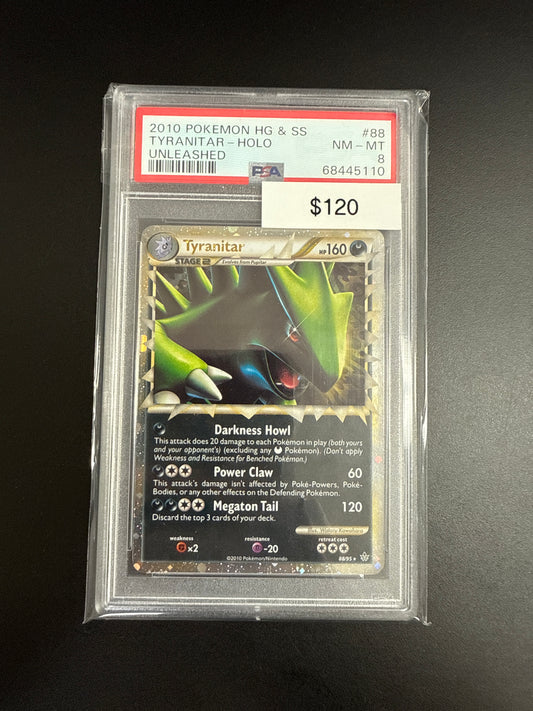 2010 POKEMON HG & SS #88
TYRANITAR - HOLO NM - MT
UNLEASHED 8
PSA 68445110
$120
Tyranitar HP160
STAGE 2 Evolves from Pupitar
Darkness Howl
This attack does 20 damage to each Pokémon in play (both
yours and your opponent's) (excluding any Pokémon). (Don't apply
Weakness and Resistance for Benched Pokémon.)
Power Claw 60
This attack's damage isn't affected by Poké-Powers, Poké-
Bodies, or any other effects on the Defending Pokémon.
Megaton Tail 120
Discard the top 3 cards of your deck.
weakness resistance retreat cost
×2 -20
©2010 Pokémon/Nintendo 88/95